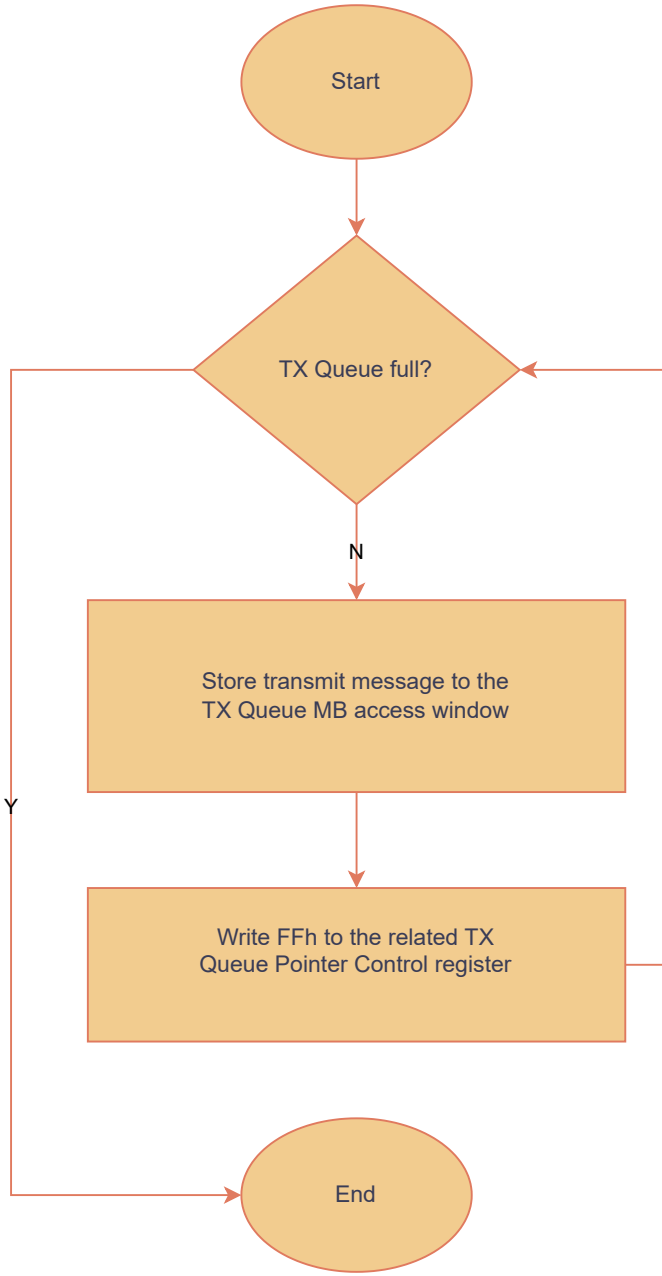 Start
TX Queue full?
N
Store transmit message to the
TX Queue MB access window
Y
Write FFh to the related TX
Queue Pointer Control register
End